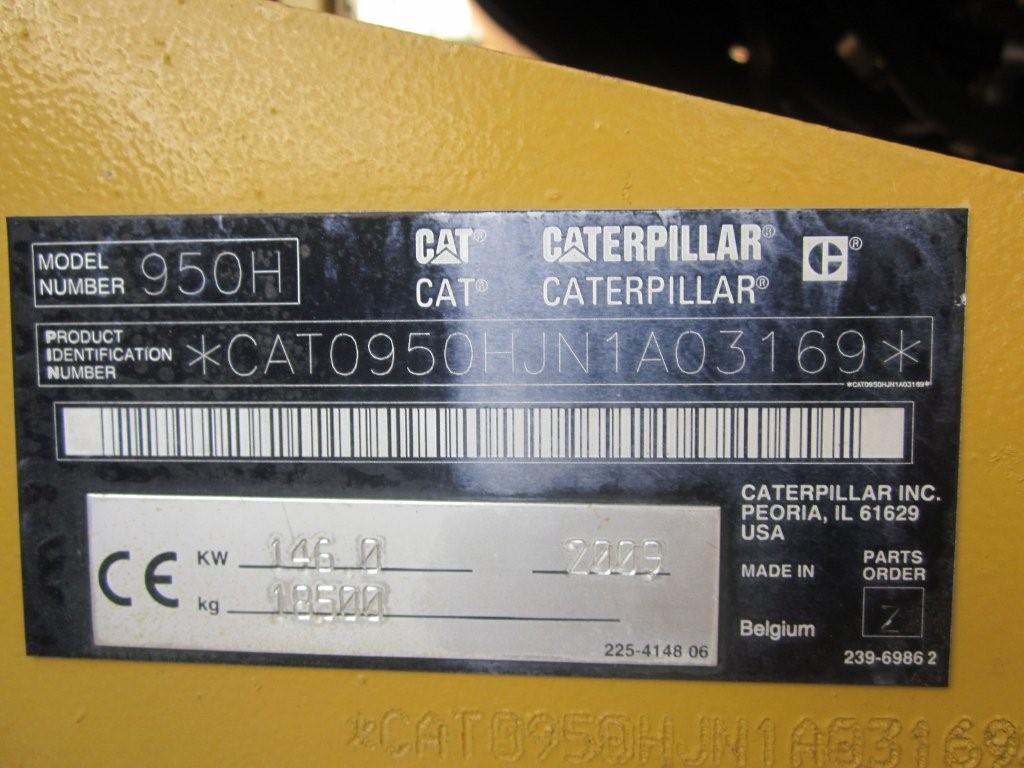 MODEL NUMBER 950H
CAT® CATERPILLAR® ®
CAT® CATERPILLAR®
PRODUCT IDENTIFICATION NUMBER *CAT0950HJN1A03169*
*CAT0950HJN1A03169*
CATERPILLAR INC.
PEORIA, IL 61629
USA
CE KW 146.0 2009
kg 18500
225-4148 06
MADE IN
Belgium
PARTS
ORDER
Z
239-6986 2
*CAT0950HJN1A03169